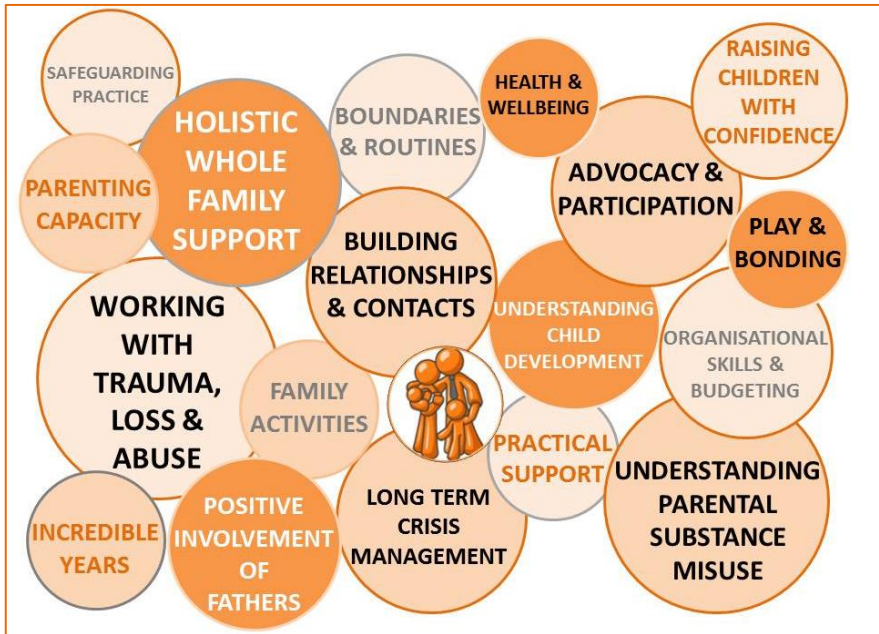 SAFEGUARDING
PRACTICE
HOLISTIC
WHOLE
FAMILY
SUPPORT
BOUNDARIES
& ROUTINES
HEALTH &
WELLBEING
RAISING
CHILDREN
WITH
CONFIDENCE
PARENTING
CAPACITY
ADVOCACY &
PARTICIPATION
BUILDING
RELATIONSHIPS
& CONTACTS
PLAY &
BONDING
WORKING
WITH
TRAUMA,
LOSS &
ABUSE
UNDERSTANDING
CHILD
DEVELOPMENT
ORGANISATIONAL
SKILLS &
BUDGETING
FAMILY
ACTIVITIES
PRACTICAL
SUPPORT
UNDERSTANDING
PARENTAL
SUBSTANCE
MISUSE
INCREDIBLE
YEARS
POSITIVE
INVOLVEMENT
OF
FATHERS
LONG TERM
CRISIS
MANAGEMENT